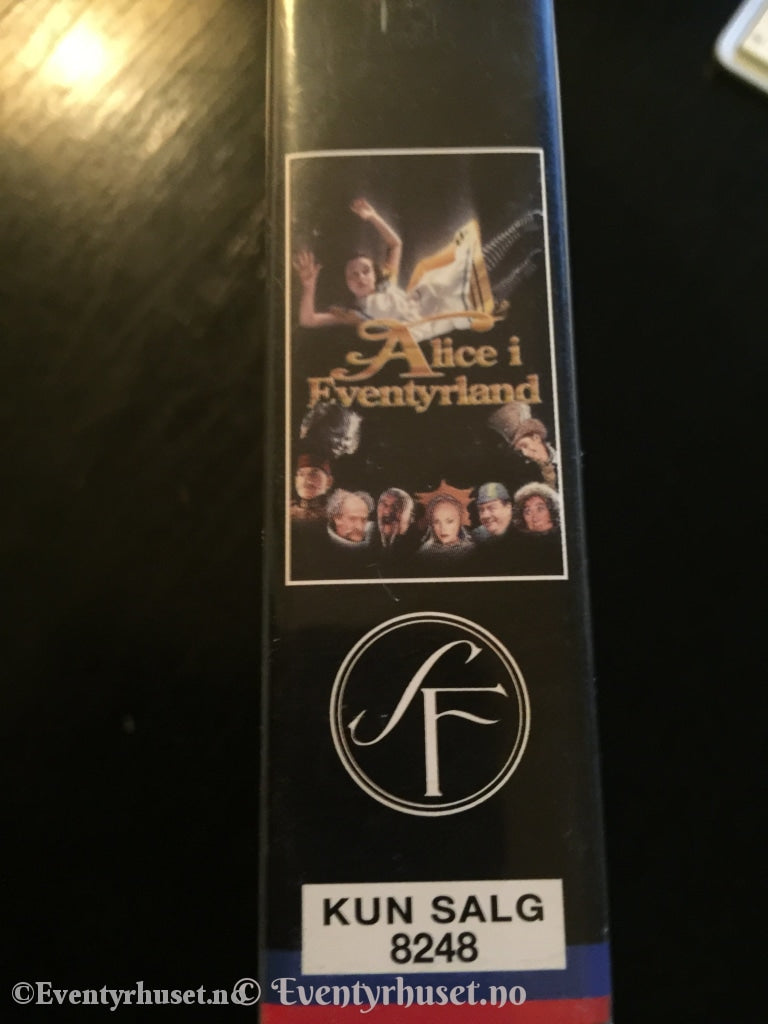 Alice i
Eventyrland
SF
KUN SALG
8248
©Eventyrhuset.no
© Eventyrhuset.no